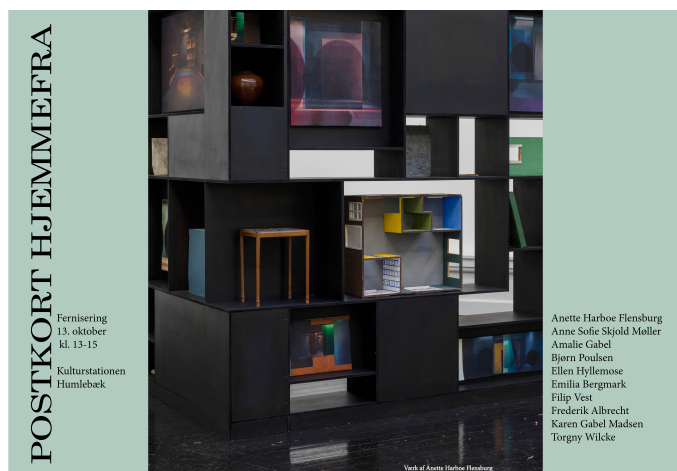 POSTKORT HJEMMEFRA
Fernisering
13. oktober
kl. 13-15
Kulturstationen
Humlebæk
Anette Harboe Flensburg
Anne Sofie Skjold Møller
Amalie Gabel
Bjørn Poulsen
Ellen Hyllemose
Emilia Bergmark
Filip Vest
Frederik Albrecht
Karen Gabel Madsen
Torgny Wilcke
Værk af Anette Harboe Flensburg